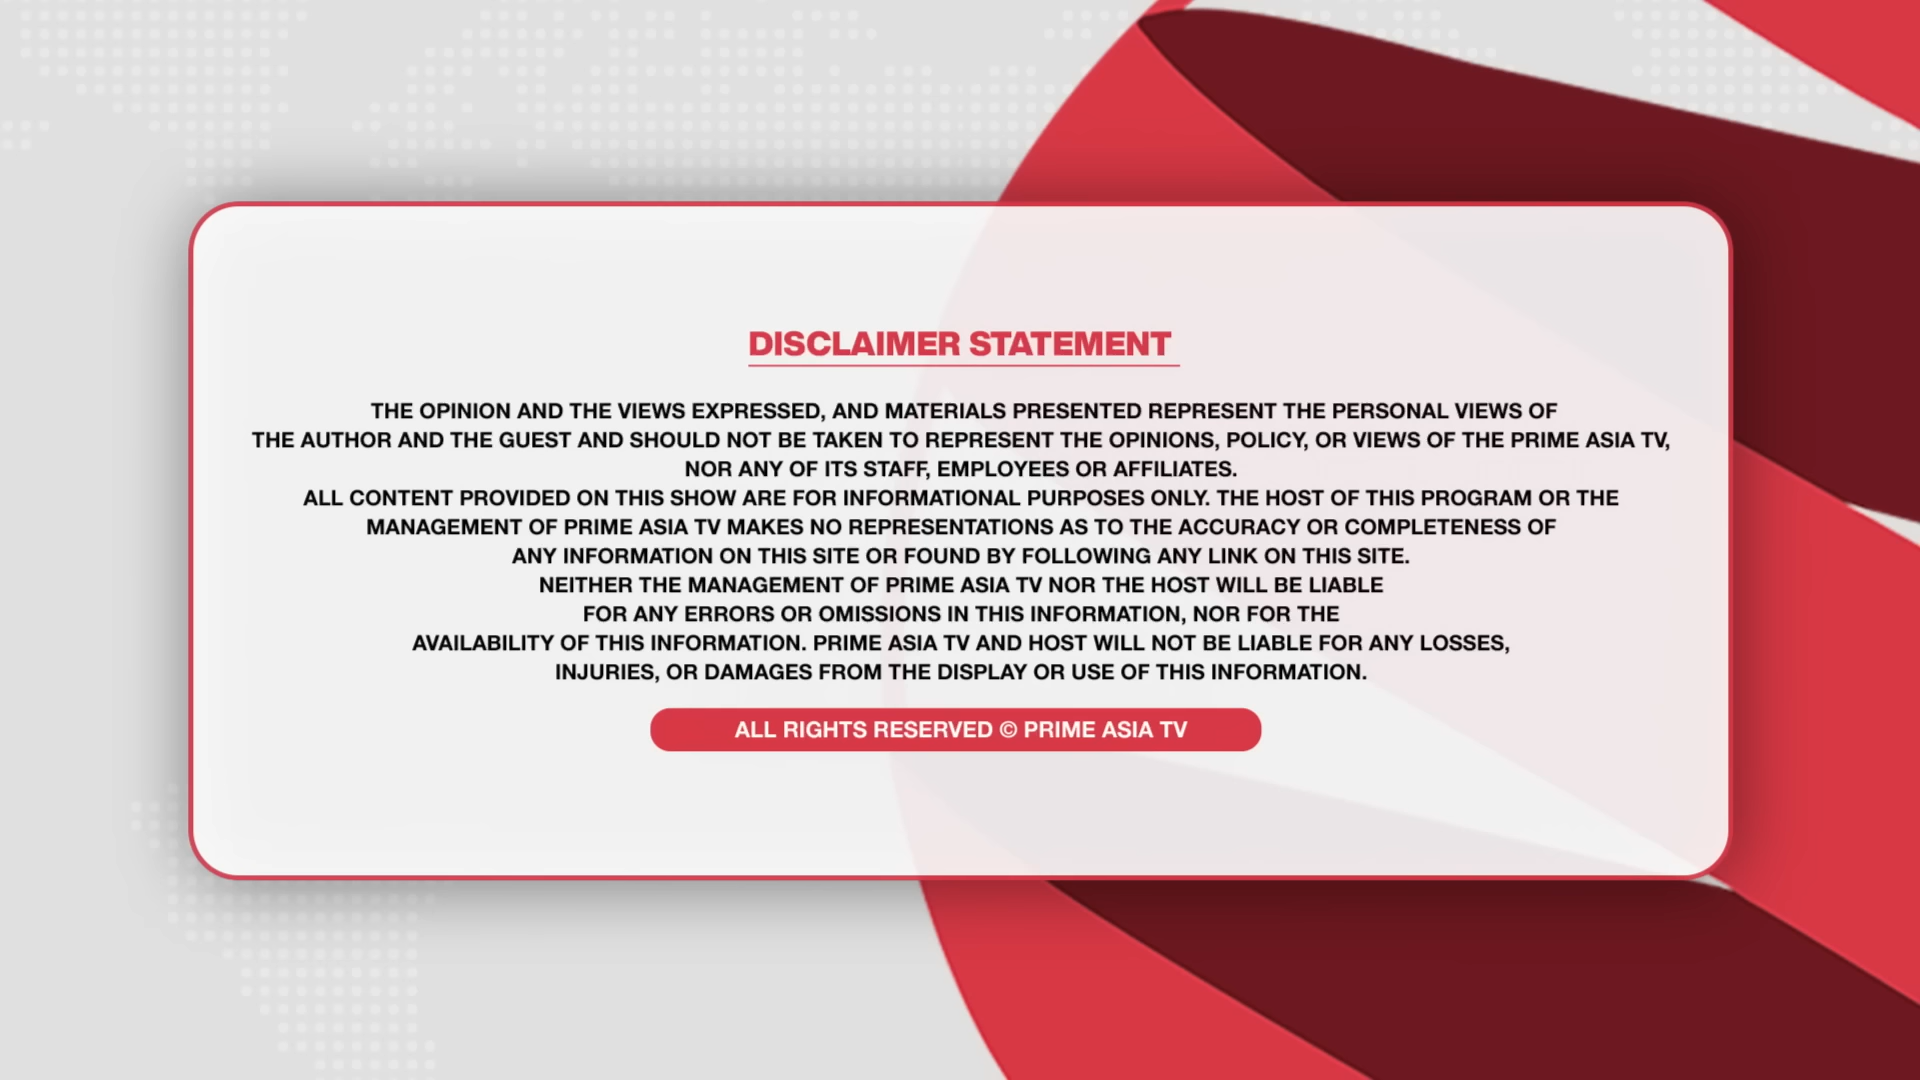 DISCLAIMER STATEMENT
THE OPINION AND THE VIEWS EXPRESSED, AND MATERIALS PRESENTED REPRESENT THE PERSONAL VIEWS OF
THE AUTHOR AND THE GUEST AND SHOULD NOT BE TAKEN TO REPRESENT THE OPINIONS, POLICY, OR VIEWS OF THE PRIME ASIA TV,
NOR ANY OF ITS STAFF, EMPLOYEES OR AFFILIATES.
ALL CONTENT PROVIDED ON THIS SHOW ARE FOR INFORMATIONAL PURPOSES ONLY. THE HOST OF THIS PROGRAM OR THE
MANAGEMENT OF PRIME ASIA TV MAKES NO REPRESENTATIONS AS TO THE ACCURACY OR COMPLETENESS OF
ANY INFORMATION ON THIS SITE OR FOUND BY FOLLOWING ANY LINK ON THIS SITE.
NEITHER THE MANAGEMENT OF PRIME ASIA TV NOR THE HOST WILL BE LIABLE
FOR ANY ERRORS OR OMISSIONS IN THIS INFORMATION, NOR FOR THE
AVAILABILITY OF THIS INFORMATION. PRIME ASIA TV AND HOST WILL NOT BE LIABLE FOR ANY LOSSES,
INJURIES, OR DAMAGES FROM THE DISPLAY OR USE OF THIS INFORMATION.
ALL RIGHTS RESERVED © PRIME ASIA TV